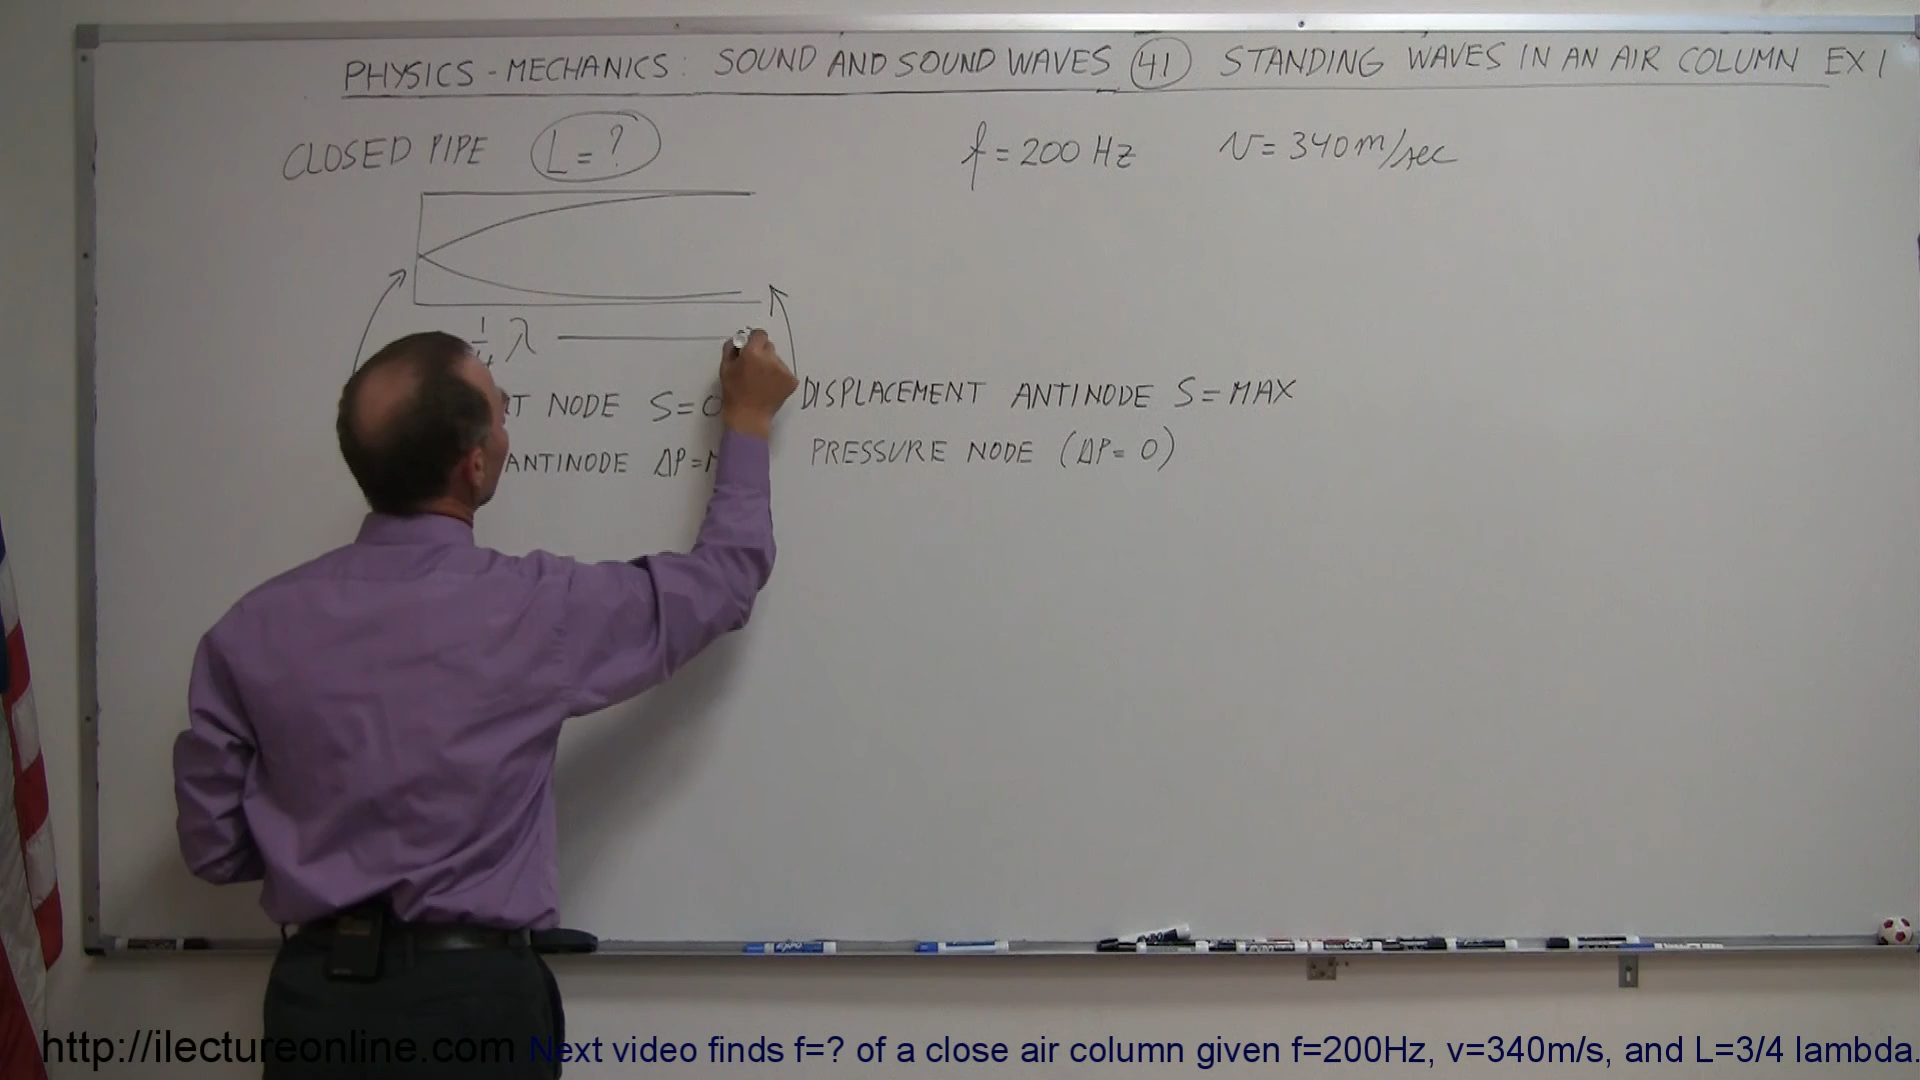 PHYSICS - MECHANICS: SOUND AND SOUND WAVES 41 STANDING WAVES IN AN AIR COLUMN EX 1
CLOSED PIPE L = ? f = 200 Hz v = 340 m/sec
λ
NODE S=0 DISPLACEMENT ANTINODE S = MAX
ANTINODE ΔP= PRESSURE NODE (ΔP= 0)
http://ilectureonline.com Next video finds f=? of a close air column given f=200Hz, v=340m/s, and L=3/4 lambda.